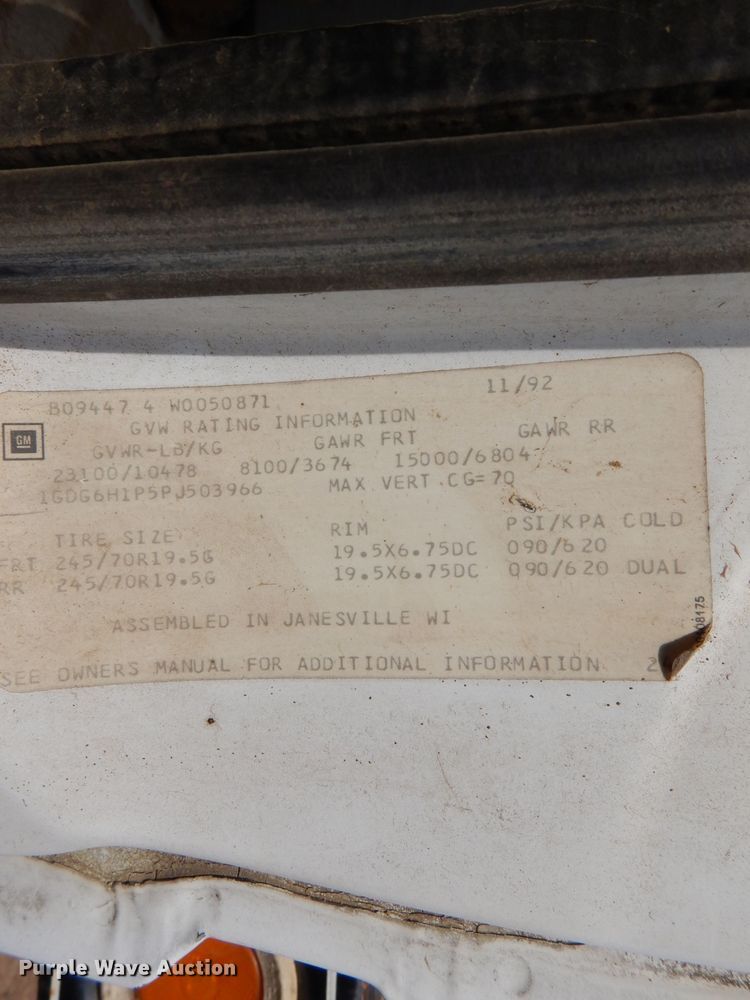 B09447 4 W0050871 11/92
GM
GVW RATING INFORMATION
GVWR-LB/KG GAWR FRT GAWR RR
23100/10478 8100/3674 15000/6804
1GDG6H1P5PJ503966 MAX VERT CG=70
TIRE SIZE RIM PSI/KPA COLD
FRT 245/70R19.5G 19.5X6.75DC 090/620
RR 245/70R19.5G 19.5X6.75DC 090/620 DUAL
ASSEMBLED IN JANESVILLE WI
SEE OWNERS MANUAL FOR ADDITIONAL INFORMATION
Purple Wave Auction